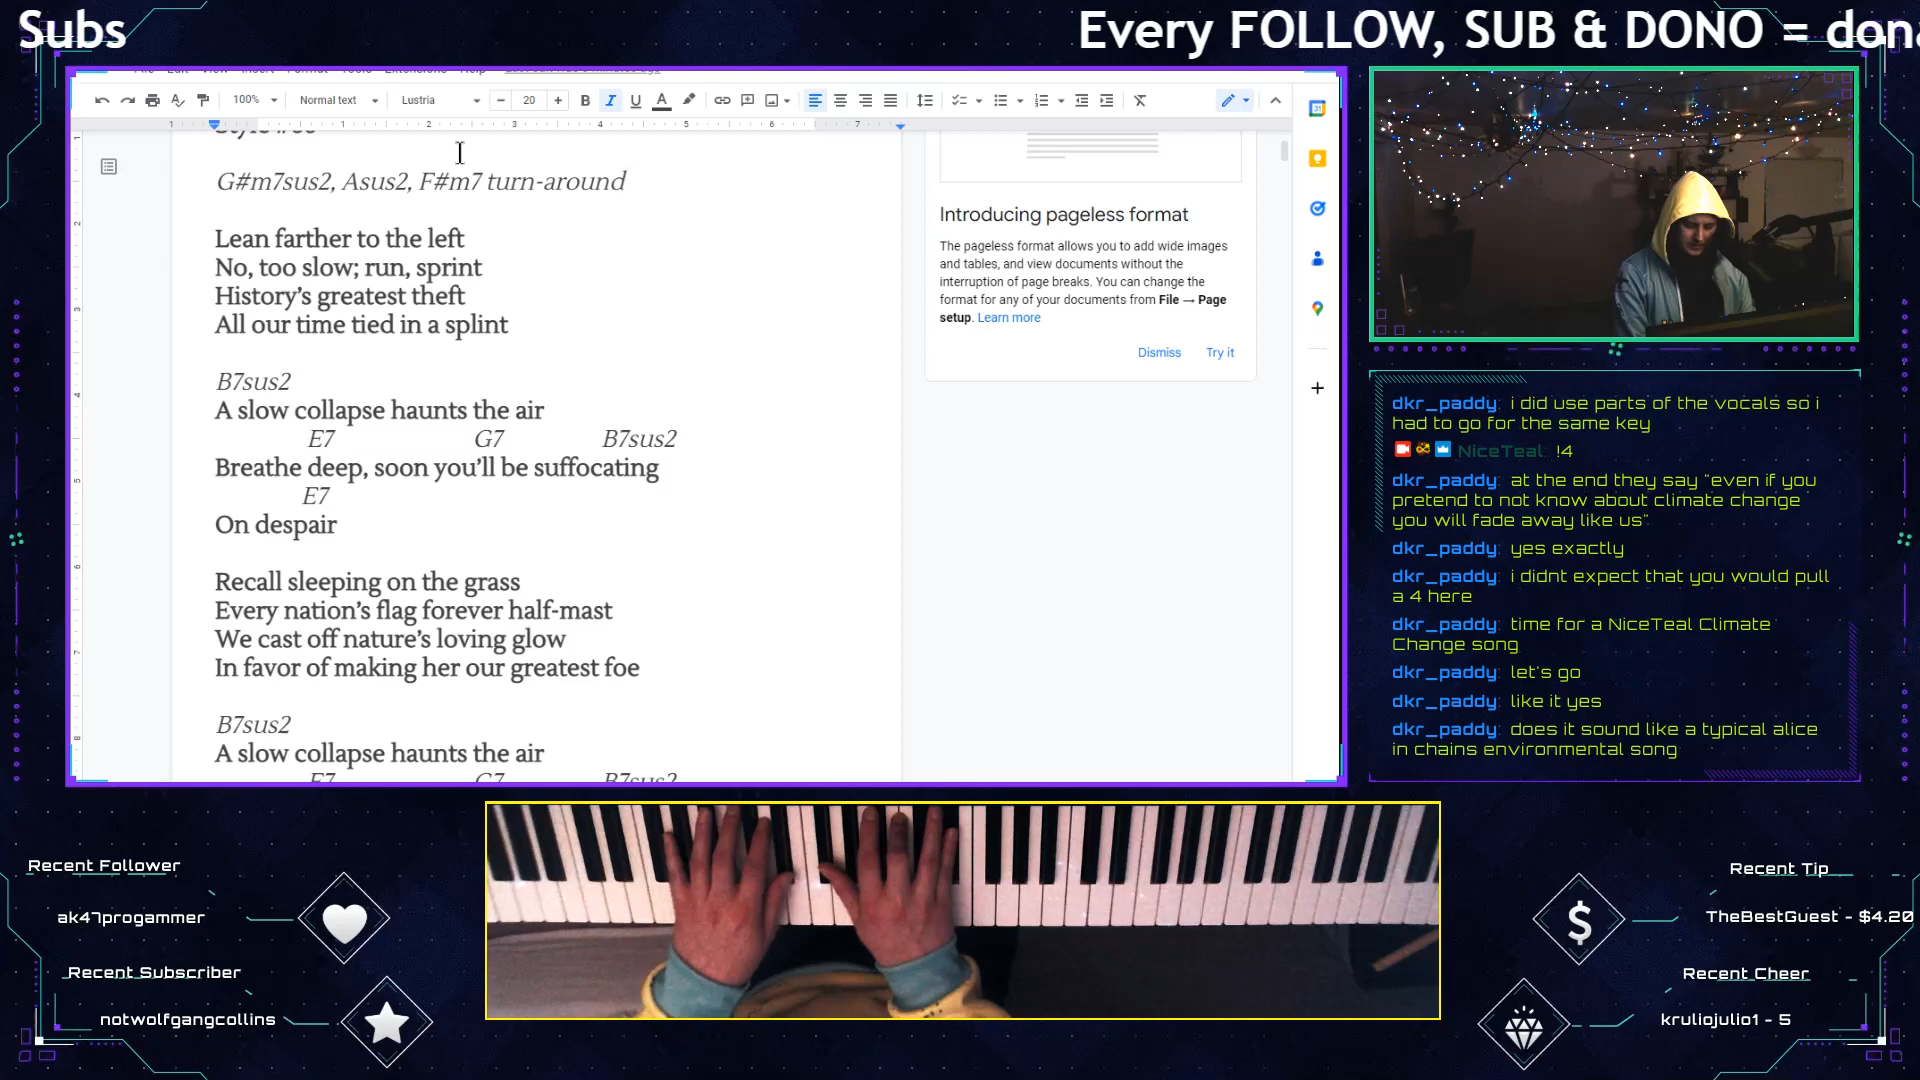 Subs
Every FOLLOW, SUB & DONO = dona
100%
Normal text
Lustria
20
G#m7sus2, Asus2, F#m7 turn-around
Lean farther to the left
No, too slow; run, sprint
History's greatest theft
All our time tied in a splint
B7sus2
A slow collapse haunts the air
E7 G7 B7sus2
Breathe deep, soon you'll be suffocating
E7
On despair
Recall sleeping on the grass
Every nation's flag forever half-mast
We cast off nature's loving glow
In favor of making her our greatest foe
B7sus2
A slow collapse haunts the air
E7 G7 B7sus2
Introducing pageless format
The pageless format allows you to add wide images
and tables, and view documents without the
interruption of page breaks. You can change the
format for any of your documents from File → Page
setup. Learn more
Dismiss Try it
dkr_paddy: i did use parts of the vocals so i
had to go for the same key
NiceTeal: !4
dkr_paddy: at the end they say "even if you
pretend to not know about climate change
you will fade away like us"
dkr_paddy: yes exactly
dkr_paddy: i didnt expect that you would pull
a 4 here
dkr_paddy: time for a NiceTeal Climate
Change song
dkr_paddy: let's go
dkr_paddy: like it yes
dkr_paddy: does it sound like a typical alice
in chains environmental song
Recent Follower
ak47progammer
Recent Subscriber
notwolfgangcollins
Recent Tip
TheBestGuest - $4.20
Recent Cheer
kruliojulio1 - 5